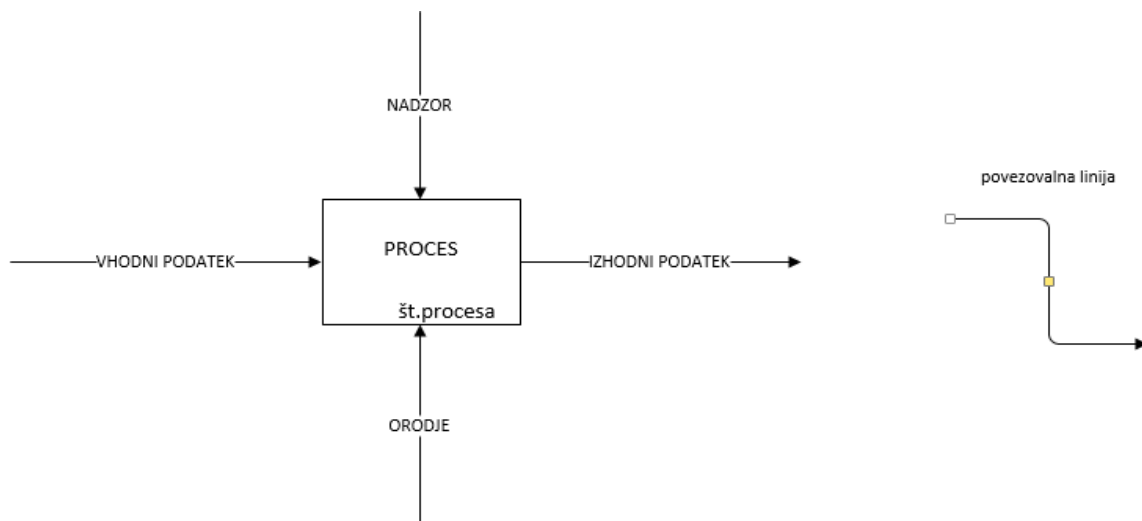 NADZOR
povezovalna linija
VHODNI PODATEK
PROCES
IZHODNI PODATEK
št.procesa
ORODJE